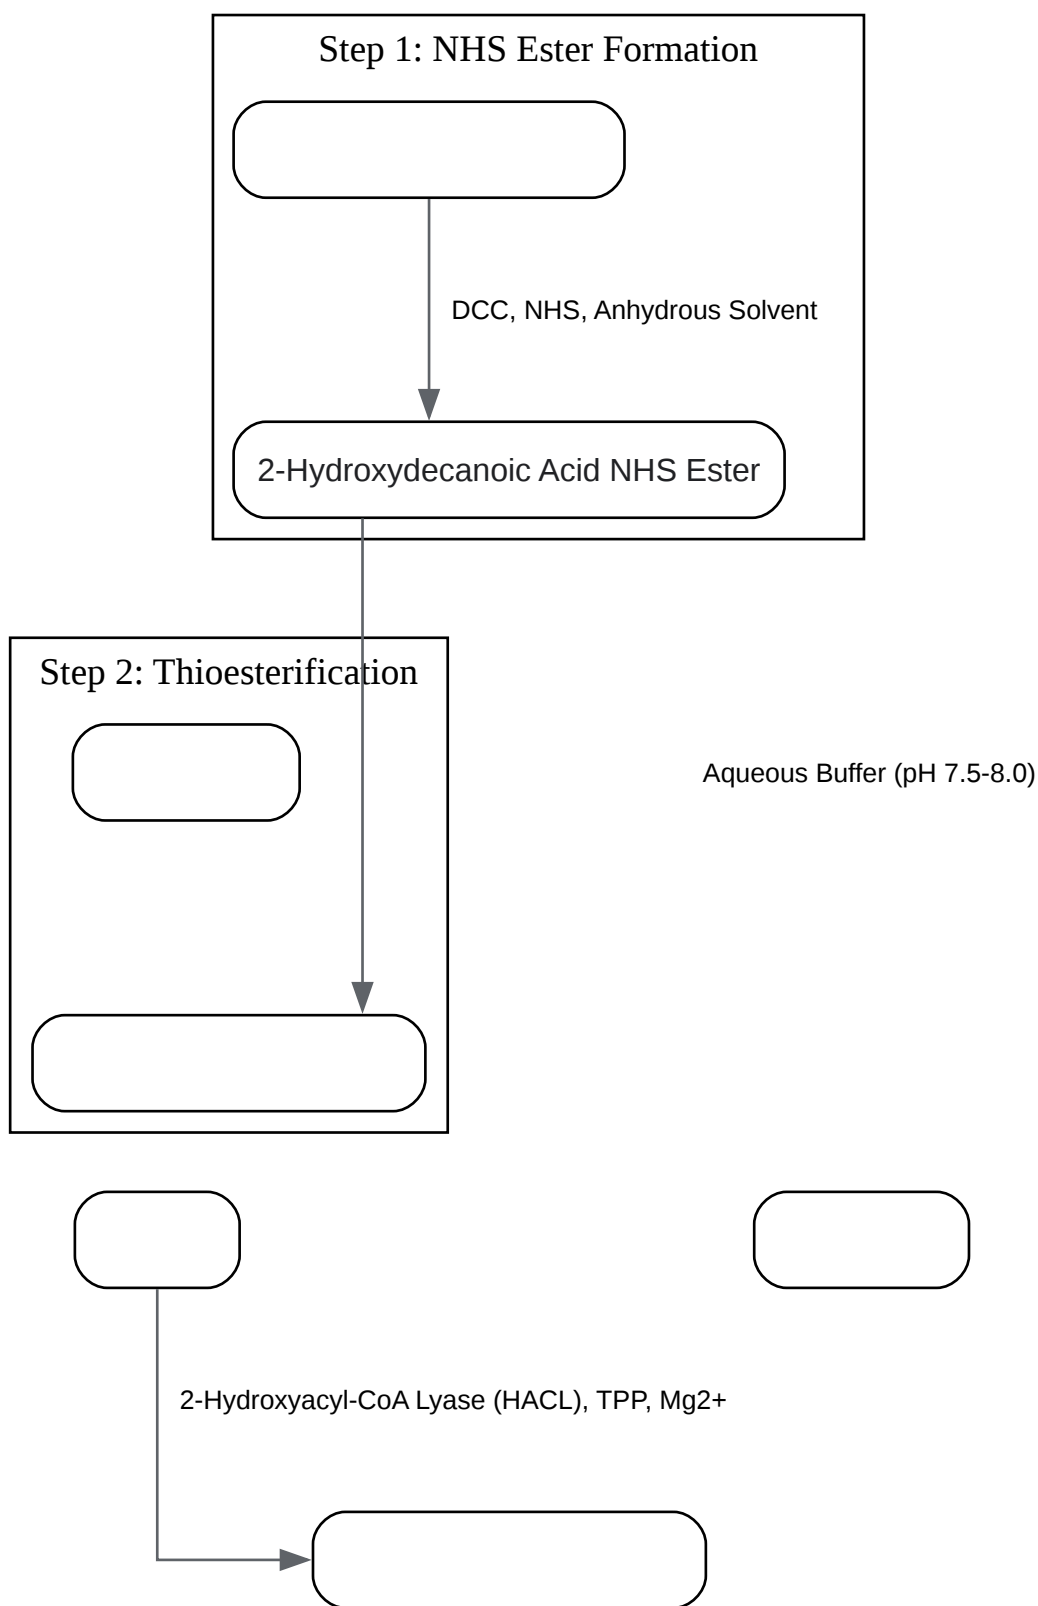 Step 1: NHS Ester Formation
DCC, NHS, Anhydrous Solvent
2-Hydroxydecanoic Acid NHS Ester
Step 2: Thioesterification
Aqueous Buffer (pH 7.5-8.0)
2-Hydroxyacyl-CoA Lyase (HACL), TPP, Mg2+